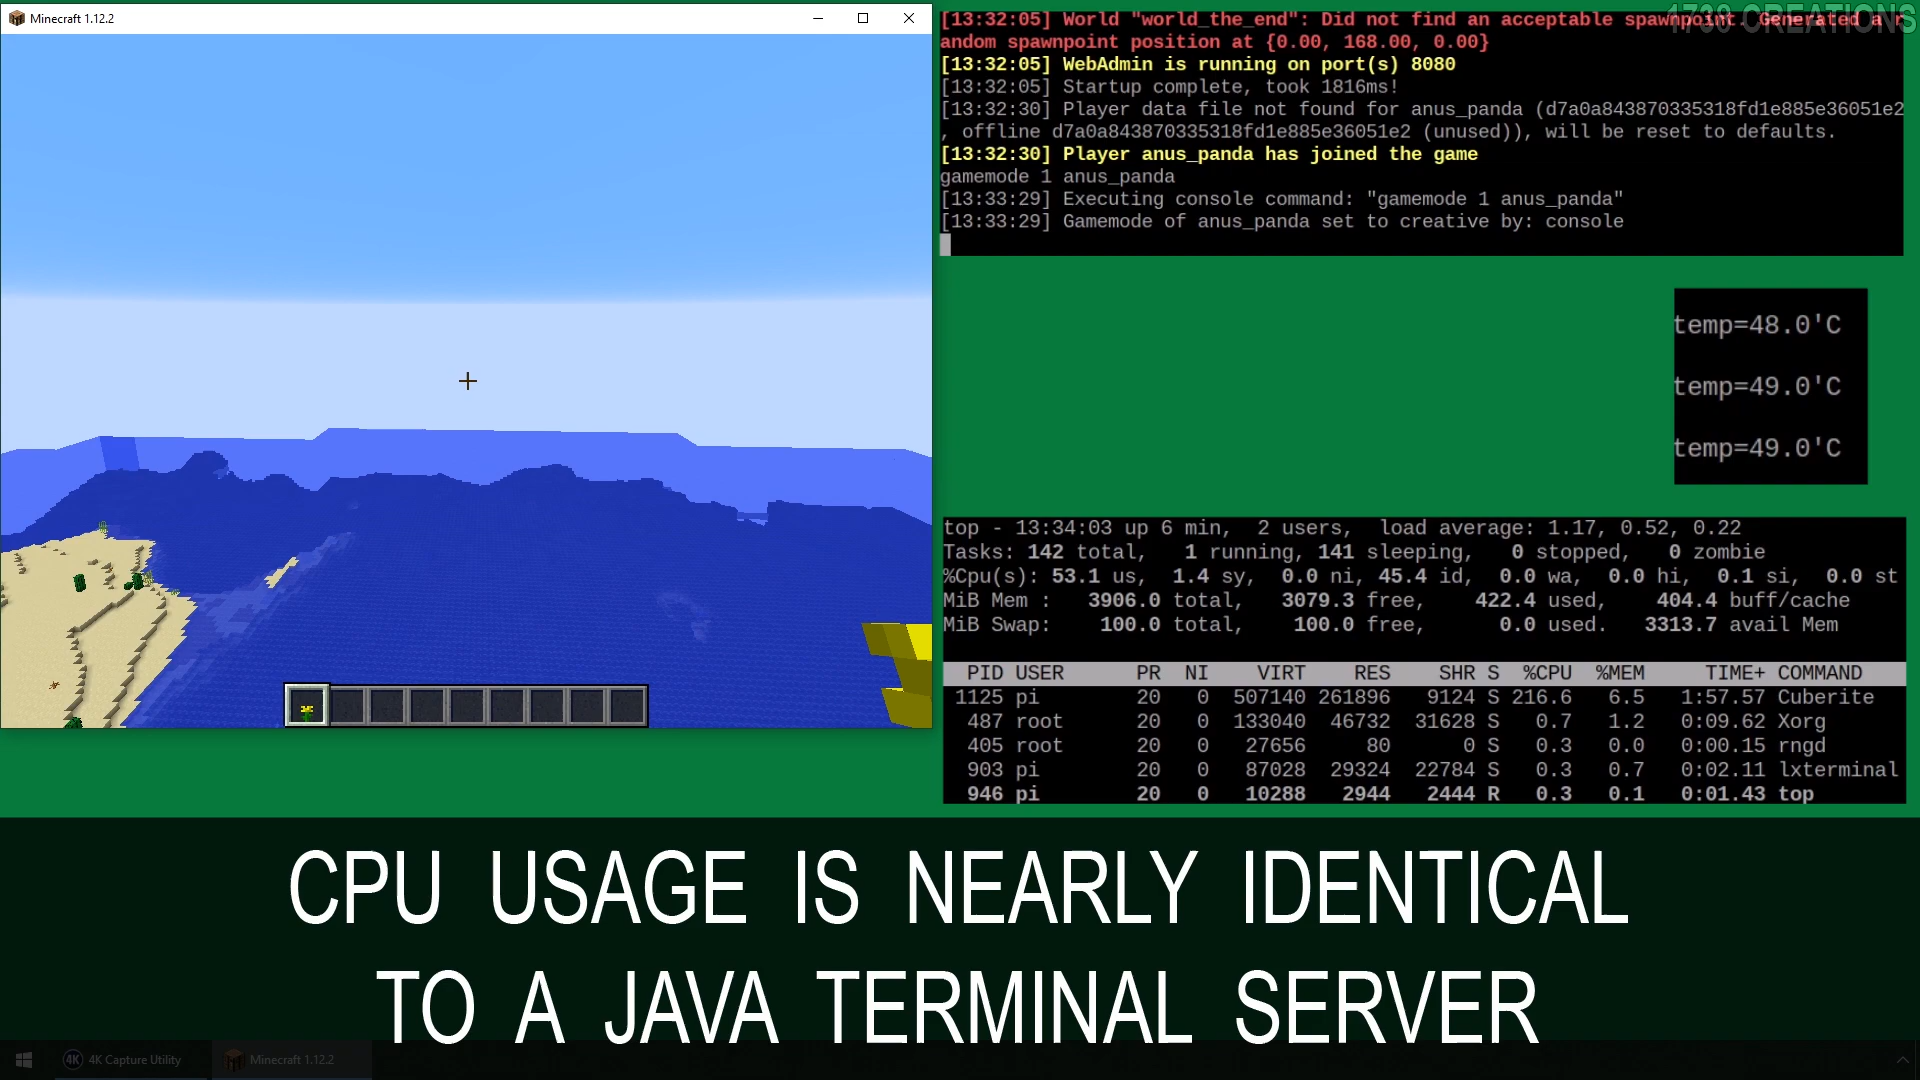 Minecraft 1.12.2
[13:32:05] World "world_the_end": Did not find an acceptable spawnpoint. Generated a r
andom spawnpoint position at {0.00, 168.00, 0.00}
[13:32:05] WebAdmin is running on port(s) 8080
[13:32:05] Startup complete, took 1816ms!
[13:32:30] Player data file not found for anus_panda (d7a0a843870335318fd1e885e36051e2
, offline d7a0a843870335318fd1e885e36051e2 (unused)), will be reset to defaults.
[13:32:30] Player anus_panda has joined the game
gamemode 1 anus_panda
[13:33:29] Executing console command: "gamemode 1 anus_panda"
[13:33:29] Gamemode of anus_panda set to creative by: console
1738 CREATIONS
temp=48.0'C
temp=49.0'C
temp=49.0'C
top - 13:34:03 up 6 min,  2 users,  load average: 1.17, 0.52, 0.22
Tasks: 142 total,   1 running, 141 sleeping,   0 stopped,   0 zombie
%Cpu(s): 53.1 us,  1.4 sy,  0.0 ni, 45.4 id,  0.0 wa,  0.0 hi,  0.1 si,  0.0 st
MiB Mem :   3906.0 total,   3079.3 free,    422.4 used,    404.4 buff/cache
MiB Swap:    100.0 total,    100.0 free,      0.0 used.   3313.7 avail Mem
PID USER PR NI VIRT RES SHR S %CPU %MEM TIME+ COMMAND
1125 pi 20 0 507140 261896 9124 S 216.6 6.5 1:57.57 Cuberite
487 root 20 0 133040 46732 31628 S 0.7 1.2 0:09.62 Xorg
405 root 20 0 27656 80 0 S 0.3 0.0 0:00.15 rngd
903 pi 20 0 87028 29324 22784 S 0.3 0.7 0:02.11 lxterminal
946 pi 20 0 10288 2944 2444 R 0.3 0.1 0:01.43 top
CPU USAGE IS NEARLY IDENTICAL
TO A JAVA TERMINAL SERVER
4K 4K Capture Utility Minecraft 1.12.2